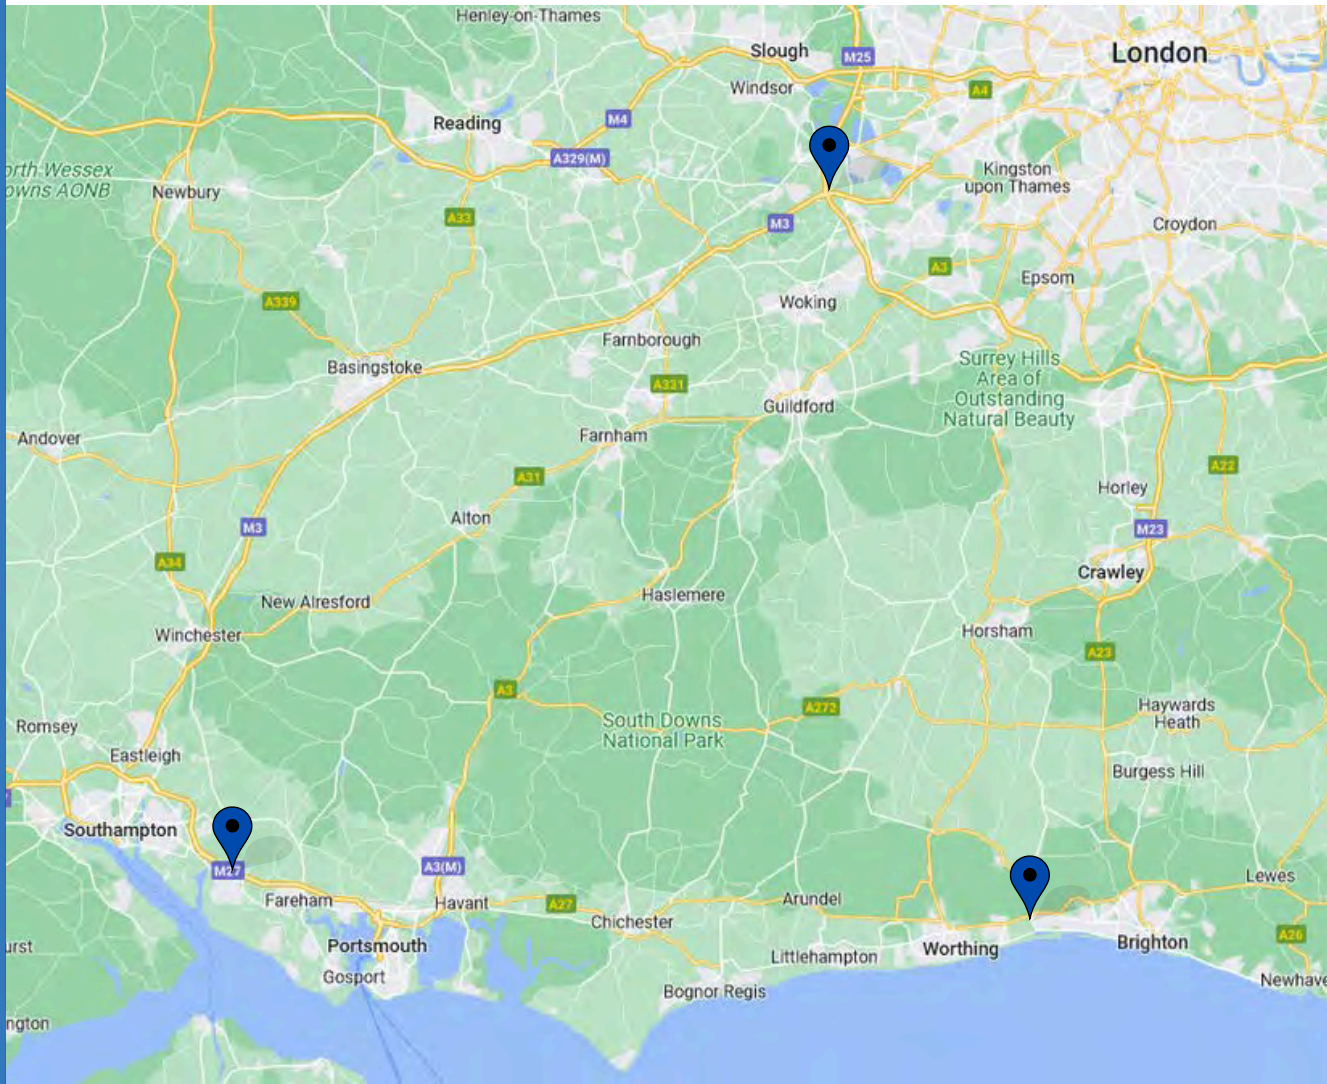 Henley-on-Thames
Slough
M25
London
Windsor
A4
Reading
M4
A329(M)
orth Wessex
owns AONB
Newbury
Kingston
upon Thames
A33
M3
Croydon
A3
Epsom
A339
Woking
Farnborough
Basingstoke
Surrey Hills
Area of
Outstanding
Natural Beauty
A331
Guildford
Andover
Farnham
A31
A22
Horley
Alton
M3
M23
A34
Crawley
New Alresford
Haslemere
Winchester
Horsham
A23
A3
A272
Haywards
Heath
Romsey
South Downs
National Park
Eastleigh
Burgess Hill
Southampton
M27
A3(M)
Lewes
Fareham
Havant
A27
Arundel
Chichester
Portsmouth
Worthing
Brighton
A26
urst
Littlehampton
Gosport
Bognor Regis
Newhave
ngton